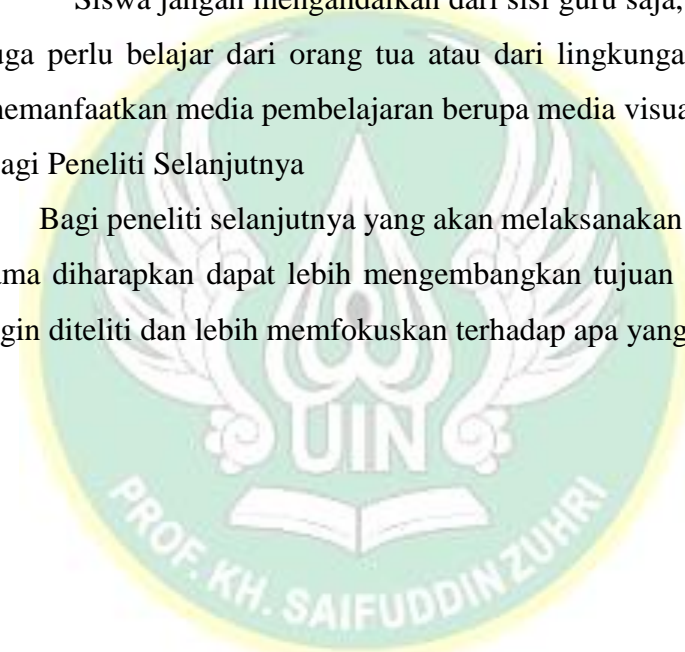 Siswa jangan mengandalkan dari sisi guru saja,
uga perlu belajar dari orang tua atau dari lingkunga
nemanfaatkan media pembelajaran berupa media visua
agi Peneliti Selanjutnya
Bagi peneliti selanjutnya yang akan melaksanakan
ama diharapkan dapat lebih mengembangkan tujuan
gin diteliti dan lebih memfokuskan terhadap apa yang
UIN
PROF. KH. SAIFUDDIN ZUHRI